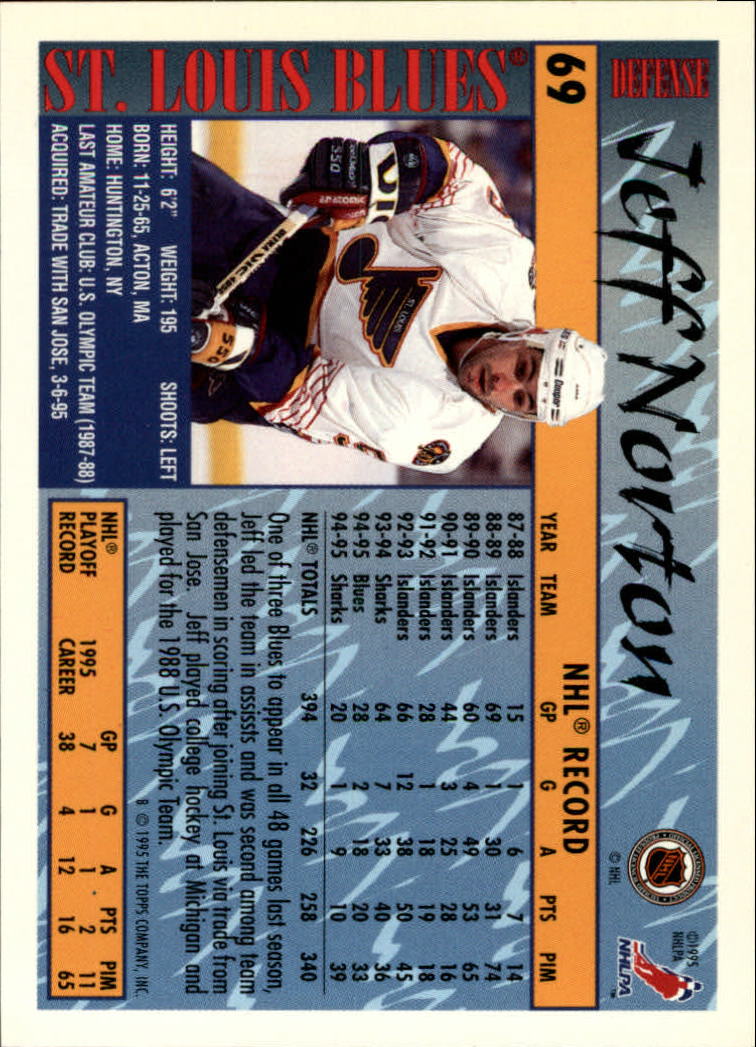 DEFENSE
Jeff Norton
© NHL
©1995
NHLPA
NHLPA™
69
NHL® RECORD
ST. LOUIS BLUES®
HEIGHT: 6'2" WEIGHT: 195 SHOOTS: LEFT
BORN: 11-25-65, ACTON, MA
HOME: HUNTINGTON, NY
LAST AMATEUR CLUB: U.S. OLYMPIC TEAM (1987-88)
ACQUIRED: TRADE WITH SAN JOSE, 3-6-95
YEAR TEAM GP G A PTS PIM
87-88 Islanders 15 1 6 7 14
88-89 Islanders 69 1 30 31 74
89-90 Islanders 60 4 49 53 65
90-91 Islanders 44 3 25 28 16
91-92 Islanders 28 1 18 19 18
92-93 Islanders 66 12 38 50 45
93-94 Sharks 64 7 33 40 36
94-95 Blues 28 2 18 20 33
94-95 Sharks 20 1 9 10 39
NHL® TOTALS 394 32 226 258 340
One of three Blues to appear in all 48 games last season,
Jeff led the team in assissts and was second among team
defensemen in scoring after joining St. Louis via trade from
San Jose. Jeff played college hockey at Michigan and
played for the 1988 U.S. Olympic Team.
8 © 1995 THE TOPPS COMPANY, INC.
NHL®
PLAYOFF
RECORD
GP G A PTS PIM
1995 7 1 1 2 11
CAREER 38 4 12 16 65
ST. LOUIS
550
550